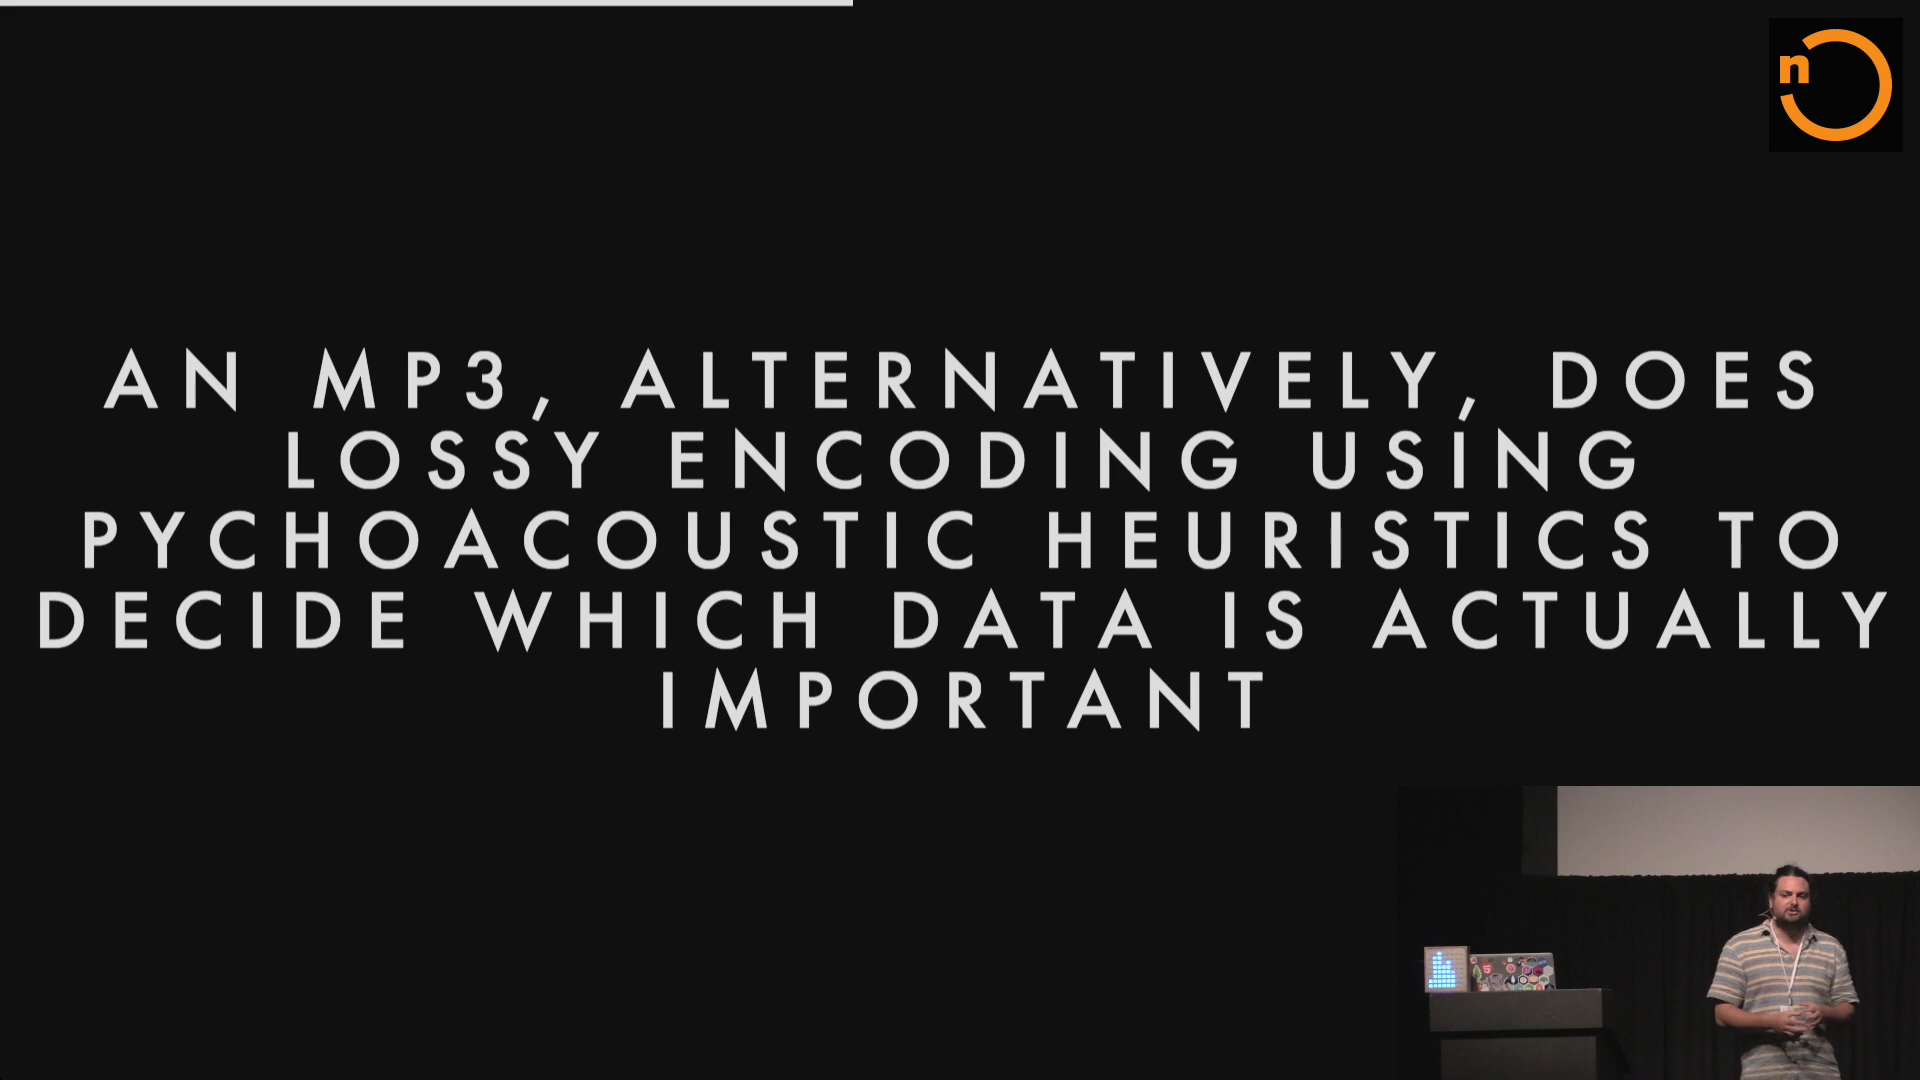 n
AN MP3, ALTERNATIVELY, DOES
LOSSY ENCODING USING
PYCHOACOUSTIC HEURISTICS TO
DECIDE WHICH DATA IS ACTUALLY
IMPORTANT